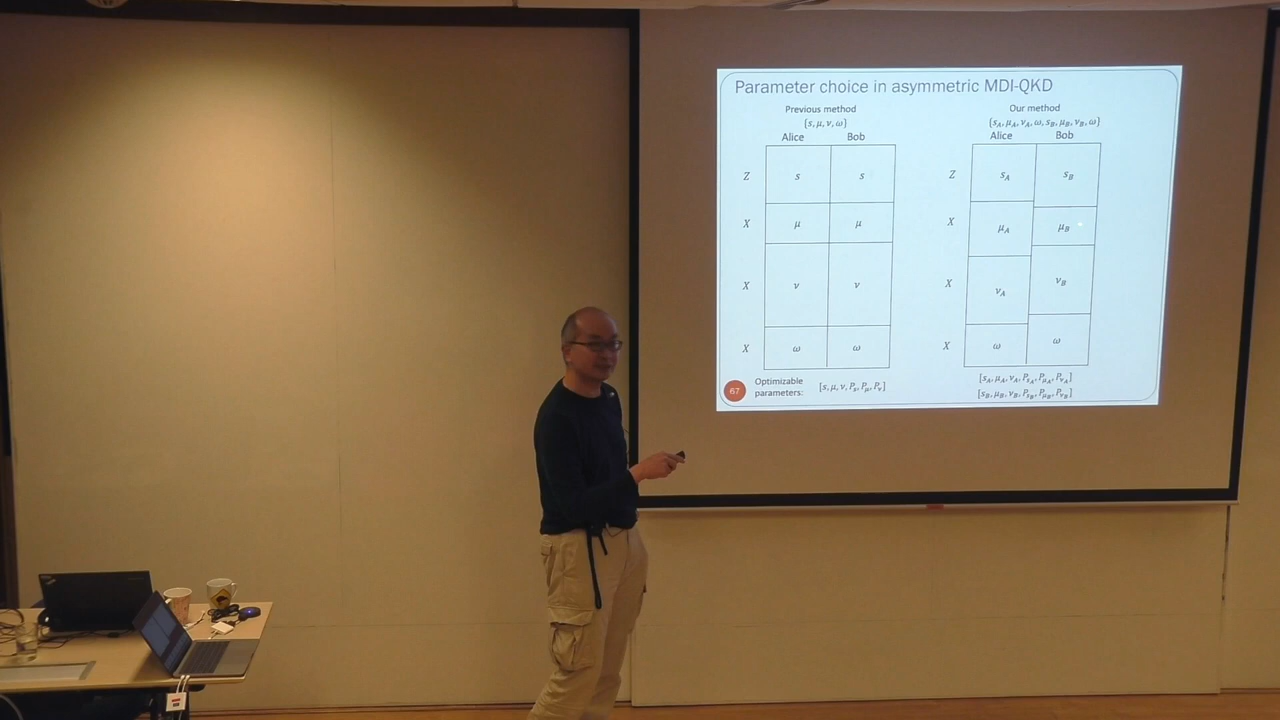 Parameter choice in asymmetric MDI-QKD
Previous method
{s, μ, ν, ω}
Alice Bob
Z s s
X μ μ
X ν ν
X ω ω
Optimizable parameters: [s, μ, ν, Pₛ, P_μ, P_ν]
Our method
{s_A, μ_A, ν_A, ω, s_B, μ_B, ν_B, ω}
Alice Bob
Z s_A s_B
X μ_A μ_B
X ν_A ν_B
X ω ω
[s_A, μ_A, ν_A, P_{s_A}, P_{μ_A}, P_{ν_A}]
[s_B, μ_B, ν_B, P_{s_B}, P_{μ_B}, P_{ν_B}]
67